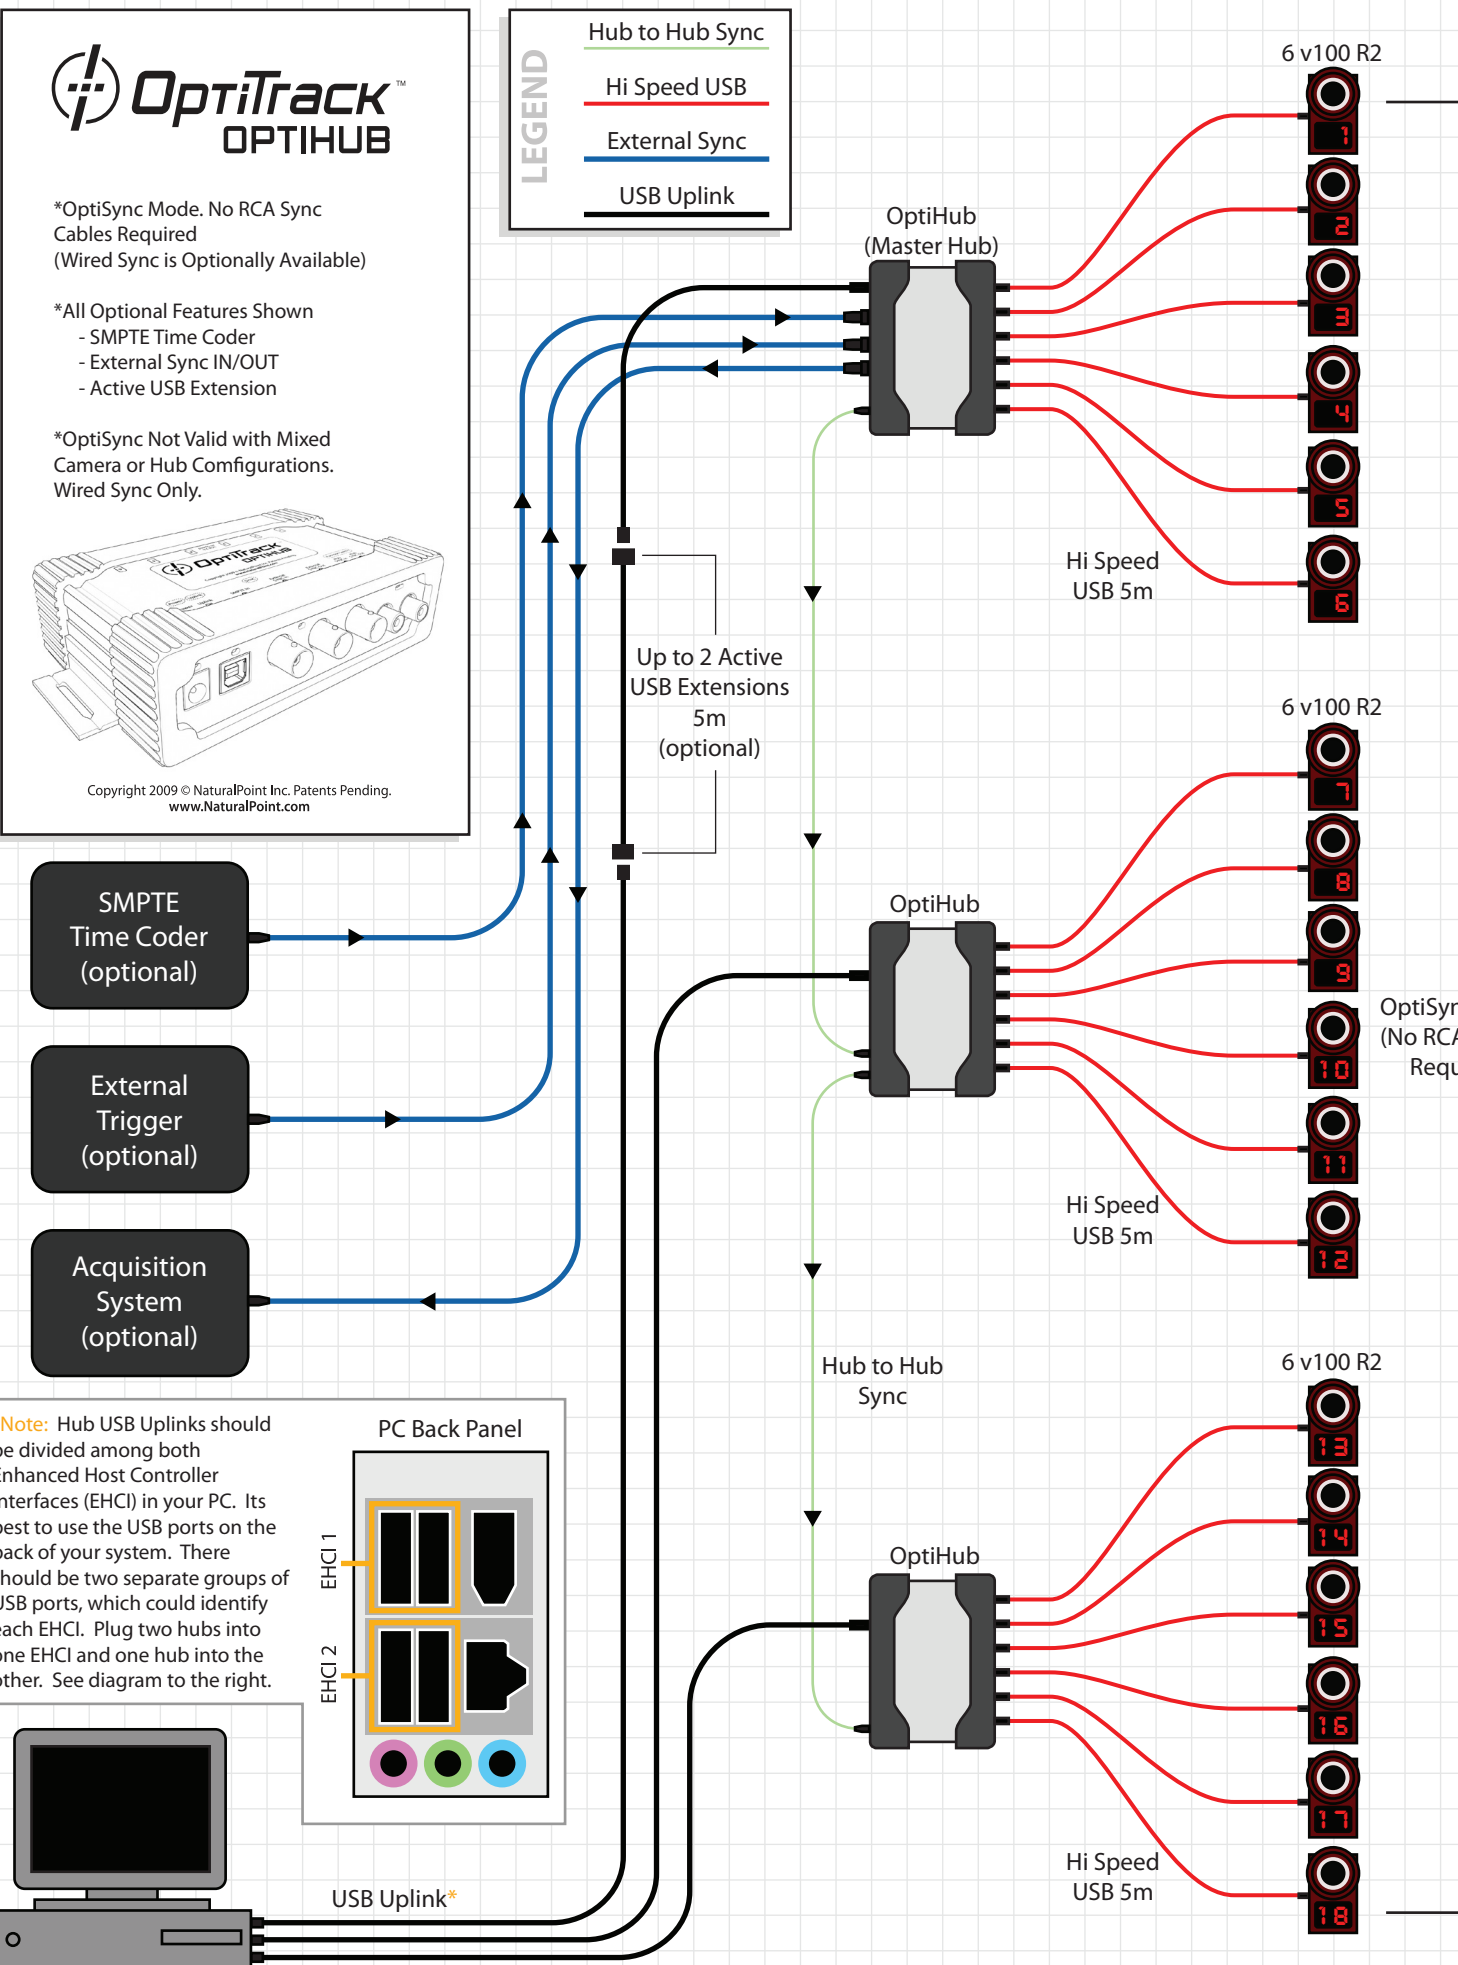 OptiTrack™
OPTIHUB
*OptiSync Mode. No RCA Sync
Cables Required
(Wired Sync is Optionally Available)
*All Optional Features Shown
- SMPTE Time Coder
- External Sync IN/OUT
- Active USB Extension
*OptiSync Not Valid with Mixed
Camera or Hub Comfigurations.
Wired Sync Only.
OptiTrack
OPTIHUB
Copyright 2009 © NaturalPoint Inc. Patents Pending.
www.NaturalPoint.com
LEGEND
Hub to Hub Sync
Hi Speed USB
External Sync
USB Uplink
OptiHub
(Master Hub)
6 v100 R2
1
2
3
4
5
6
Hi Speed
USB 5m
Up to 2 Active
USB Extensions
5m
(optional)
SMPTE
Time Coder
(optional)
External
Trigger
(optional)
Acquisition
System
(optional)
OptiHub
6 v100 R2
7
8
9
10
11
12
OptiSyn
(No RCA
Requ
Hi Speed
USB 5m
Hub to Hub
Sync
OptiHub
6 v100 R2
13
14
15
16
17
18
Hi Speed
USB 5m
Note: Hub USB Uplinks should
be divided among both
Enhanced Host Controller
nterfaces (EHCI) in your PC. Its
best to use the USB ports on the
back of your system. There
hould be two separate groups of
USB ports, which could identify
each EHCI. Plug two hubs into
one EHCI and one hub into the
other. See diagram to the right.
PC Back Panel
EHCI 1
EHCI 2
USB Uplink*